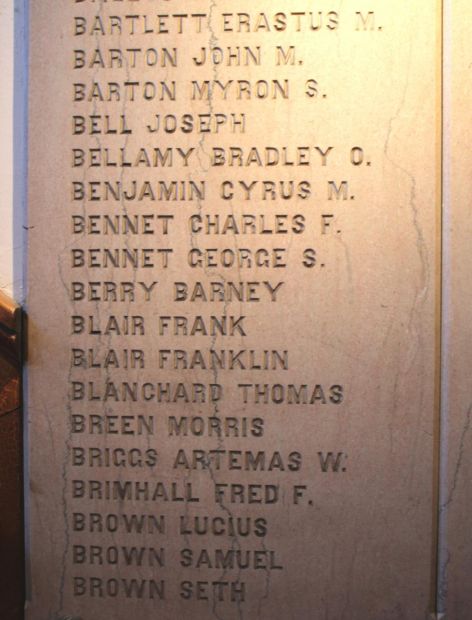 BARTLETT ERASTUS M.
BARTON JOHN M.
BARTON MYRON S.
BELL JOSEPH
BELLAMY BRADLEY O.
BENJAMIN CYRUS M.
BENNET CHARLES F.
BENNET GEORGE S.
BERRY BARNEY
BLAIR FRANK
BLAIR FRANKLIN
BLANCHARD THOMAS
BREEN MORRIS
BRIGGS ARTEMAS W.
BRIMHALL FRED F.
BROWN LUCIUS
BROWN SAMUEL
BROWN SETH